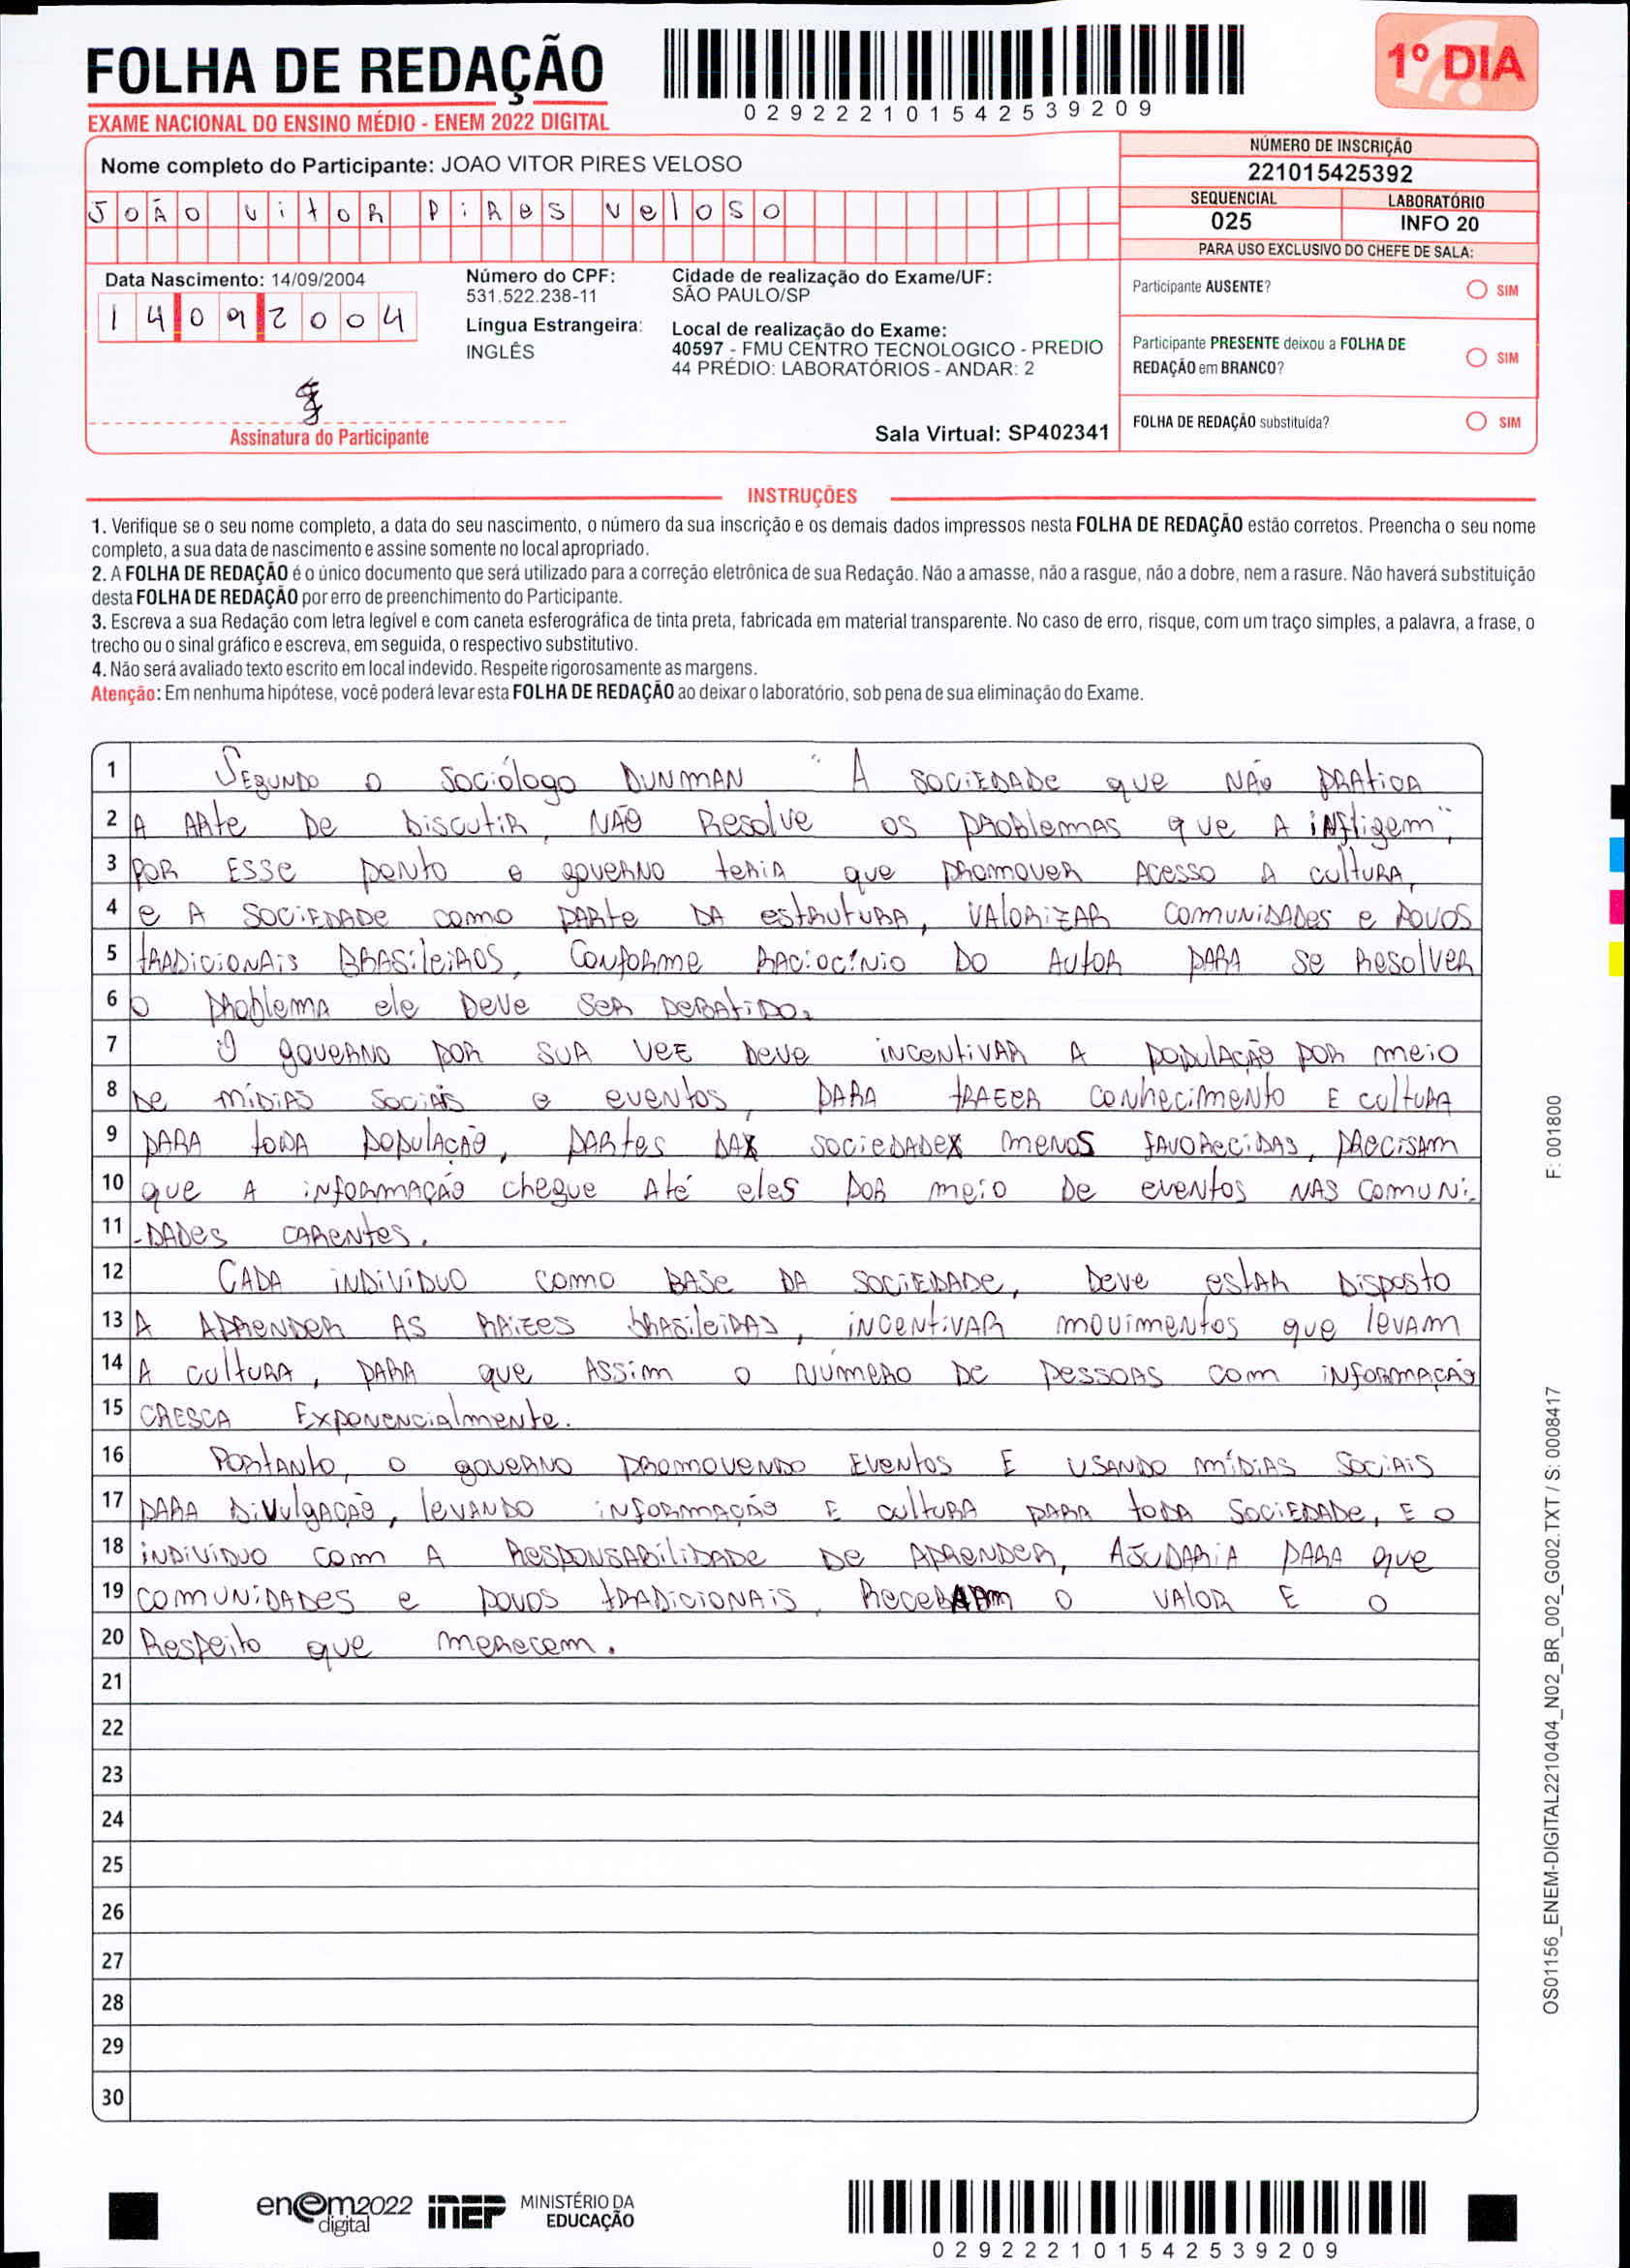 FOLHA DE REDAÇÃO
EXAME NACIONAL DO ENSINO MÉDIO - ENEM 2022 DIGITAL
029222101542539209
1º DIA
Nome completo do Participante: JOAO VITOR PIRES VELOSO
JOÃO VITOR PIRES VELOSO
NÚMERO DE INSCRIÇÃO
221015425392
SEQUENCIAL LABORATÓRIO
025 INFO 20
PARA USO EXCLUSIVO DO CHEFE DE SALA:
Data Nascimento: 14/09/2004
14092004
Número do CPF:
531.522.238-11
Língua Estrangeira:
INGLÊS
Cidade de realização do Exame/UF:
SÃO PAULO/SP
Local de realização do Exame:
40597 - FMU CENTRO TECNOLOGICO - PREDIO
44 PRÉDIO: LABORATÓRIOS - ANDAR: 2
Assinatura do Participante
Sala Virtual: SP402341
Participante AUSENTE? SIM
Participante PRESENTE deixou a FOLHA DE
REDAÇÃO em BRANCO? SIM
FOLHA DE REDAÇÃO substituída? SIM
INSTRUÇÕES
1. Verifique se o seu nome completo, a data do seu nascimento, o número da sua inscrição e os demais dados impressos nesta FOLHA DE REDAÇÃO estão corretos. Preencha o seu nome
completo, a sua data de nascimento e assine somente no local apropriado.
2. A FOLHA DE REDAÇÃO é o único documento que será utilizado para a correção eletrônica de sua Redação. Não a amasse, não a rasgue, não a dobre, nem a rasure. Não haverá substituição
desta FOLHA DE REDAÇÃO por erro de preenchimento do Participante.
3. Escreva a sua Redação com letra legível e com caneta esferográfica de tinta preta, fabricada em material transparente. No caso de erro, risque, com um traço simples, a palavra, a frase, o
trecho ou o sinal gráfico e escreva, em seguida, o respectivo substitutivo.
4. Não será avaliado texto escrito em local indevido. Respeite rigorosamente as margens.
Atenção: Em nenhuma hipótese, você poderá levar esta FOLHA DE REDAÇÃO ao deixar o laboratório, sob pena de sua eliminação do Exame.
1 Segundo o sociólogo Dunman "A sociedade que não pratica
2 a arte de discutir, não resolve os problemas que a infligem",
3 por esse ponto o governo teria que promover acesso a cultura,
4 e a sociedade como parte da estrutura, valorizar comunidades e povos
5 tradicionais brasileiros, conforme raciocínio do autor para se resolver
6 o problema ele deve ser debatido.
7 O governo por sua vez deve incentivar a população por meio
8 de mídias sociais e eventos, para trazer conhecimento e cultura
9 para toda população, partes da sociedade menos favorecidas, precisam
10 que a informação chegue até eles por meio de eventos nas comuni-
11 -dades carentes.
12 Cada indivíduo como base da sociedade, deve estar disposto
13 a aprender as raizes brasileiras, incentivar movimentos que levam
14 a cultura, para que assim o número de pessoas com informação
15 cresca exponencialmente.
16 Portanto, o governo promovendo eventos e usando mídias sociais
17 para divulgação, levando informação e cultura para toda sociedade, e o
18 indivíduo com a responsabilidade de aprender, ajudaria para que
19 comunidades e povos tradicionais, recebam o valor e o
20 respeito que merecem.
21
22
23
24
25
26
27
28
29
30
F: 001800
OS01156_ENEM-DIGITAL2210404_N02_BR_002_G002.TXT / S: 0008417
enem2022
digital
INEP
MINISTÉRIO DA
EDUCAÇÃO
029222101542539209